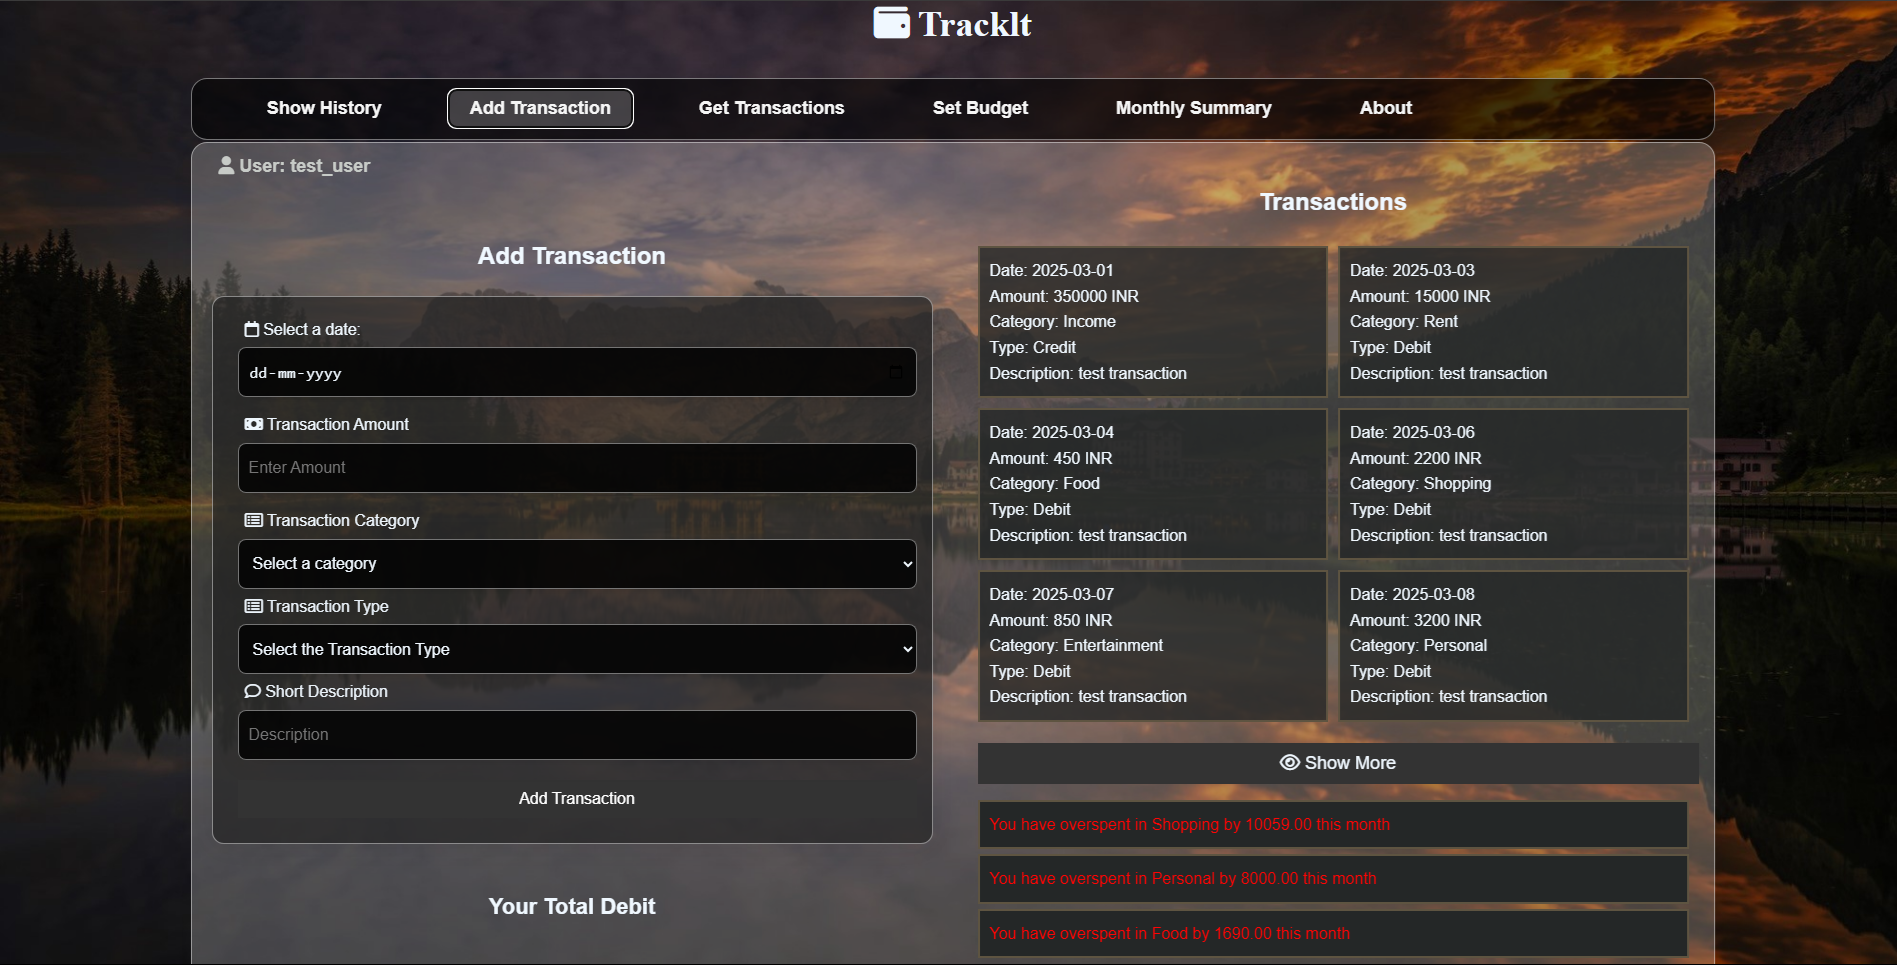 TrackIt
Show History
Add Transaction
Get Transactions
Set Budget
Monthly Summary
About
User: test_user
Add Transaction
Select a date:
dd-mm-yyyy
Transaction Amount
Enter Amount
Transaction Category
Select a category
Transaction Type
Select the Transaction Type
Short Description
Description
Add Transaction
Your Total Debit
Transactions
Date: 2025-03-01
Amount: 350000 INR
Category: Income
Type: Credit
Description: test transaction
Date: 2025-03-03
Amount: 15000 INR
Category: Rent
Type: Debit
Description: test transaction
Date: 2025-03-04
Amount: 450 INR
Category: Food
Type: Debit
Description: test transaction
Date: 2025-03-06
Amount: 2200 INR
Category: Shopping
Type: Debit
Description: test transaction
Date: 2025-03-07
Amount: 850 INR
Category: Entertainment
Type: Debit
Description: test transaction
Date: 2025-03-08
Amount: 3200 INR
Category: Personal
Type: Debit
Description: test transaction
Show More
You have overspent in Shopping by 10059.00 this month
You have overspent in Personal by 8000.00 this month
You have overspent in Food by 1690.00 this month